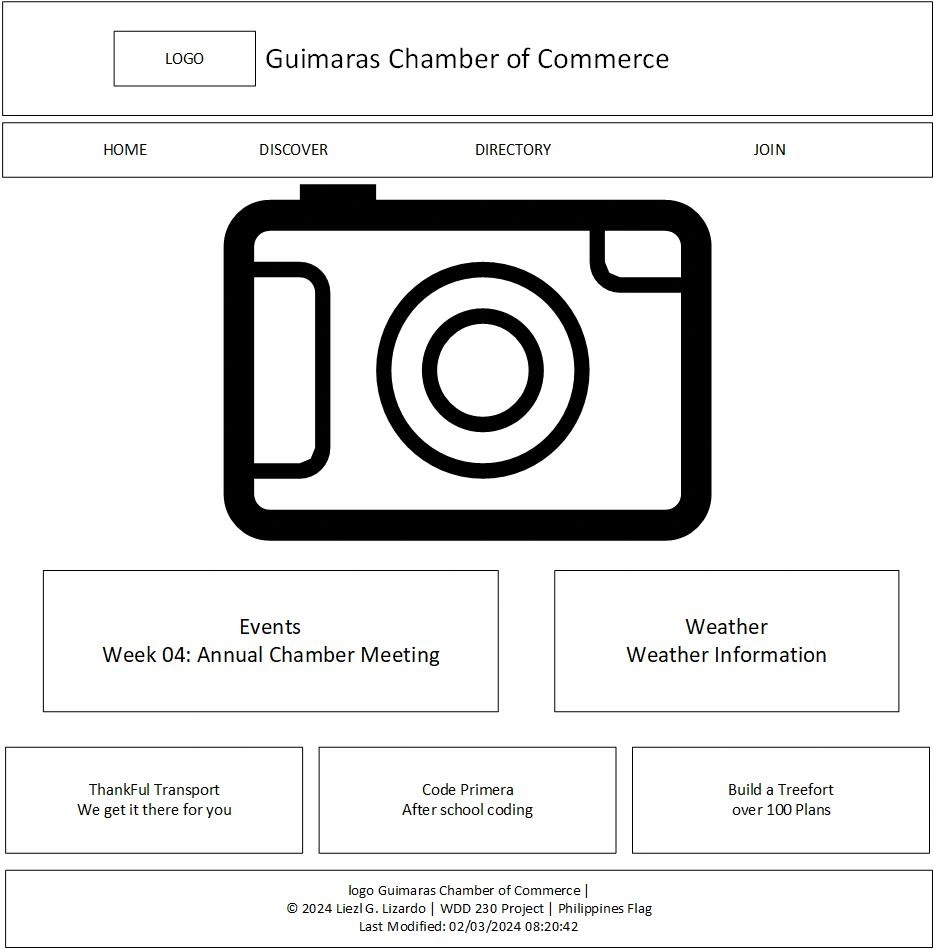 LOGO
Guimaras Chamber of Commerce
HOME DISCOVER DIRECTORY JOIN
Events
Week 04: Annual Chamber Meeting
Weather
Weather Information
ThankFul Transport
We get it there for you
Code Primera
After school coding
Build a Treefort
over 100 Plans
logo Guimaras Chamber of Commerce |
© 2024 Liezl G. Lizardo | WDD 230 Project | Philippines Flag
Last Modified: 02/03/2024 08:20:42